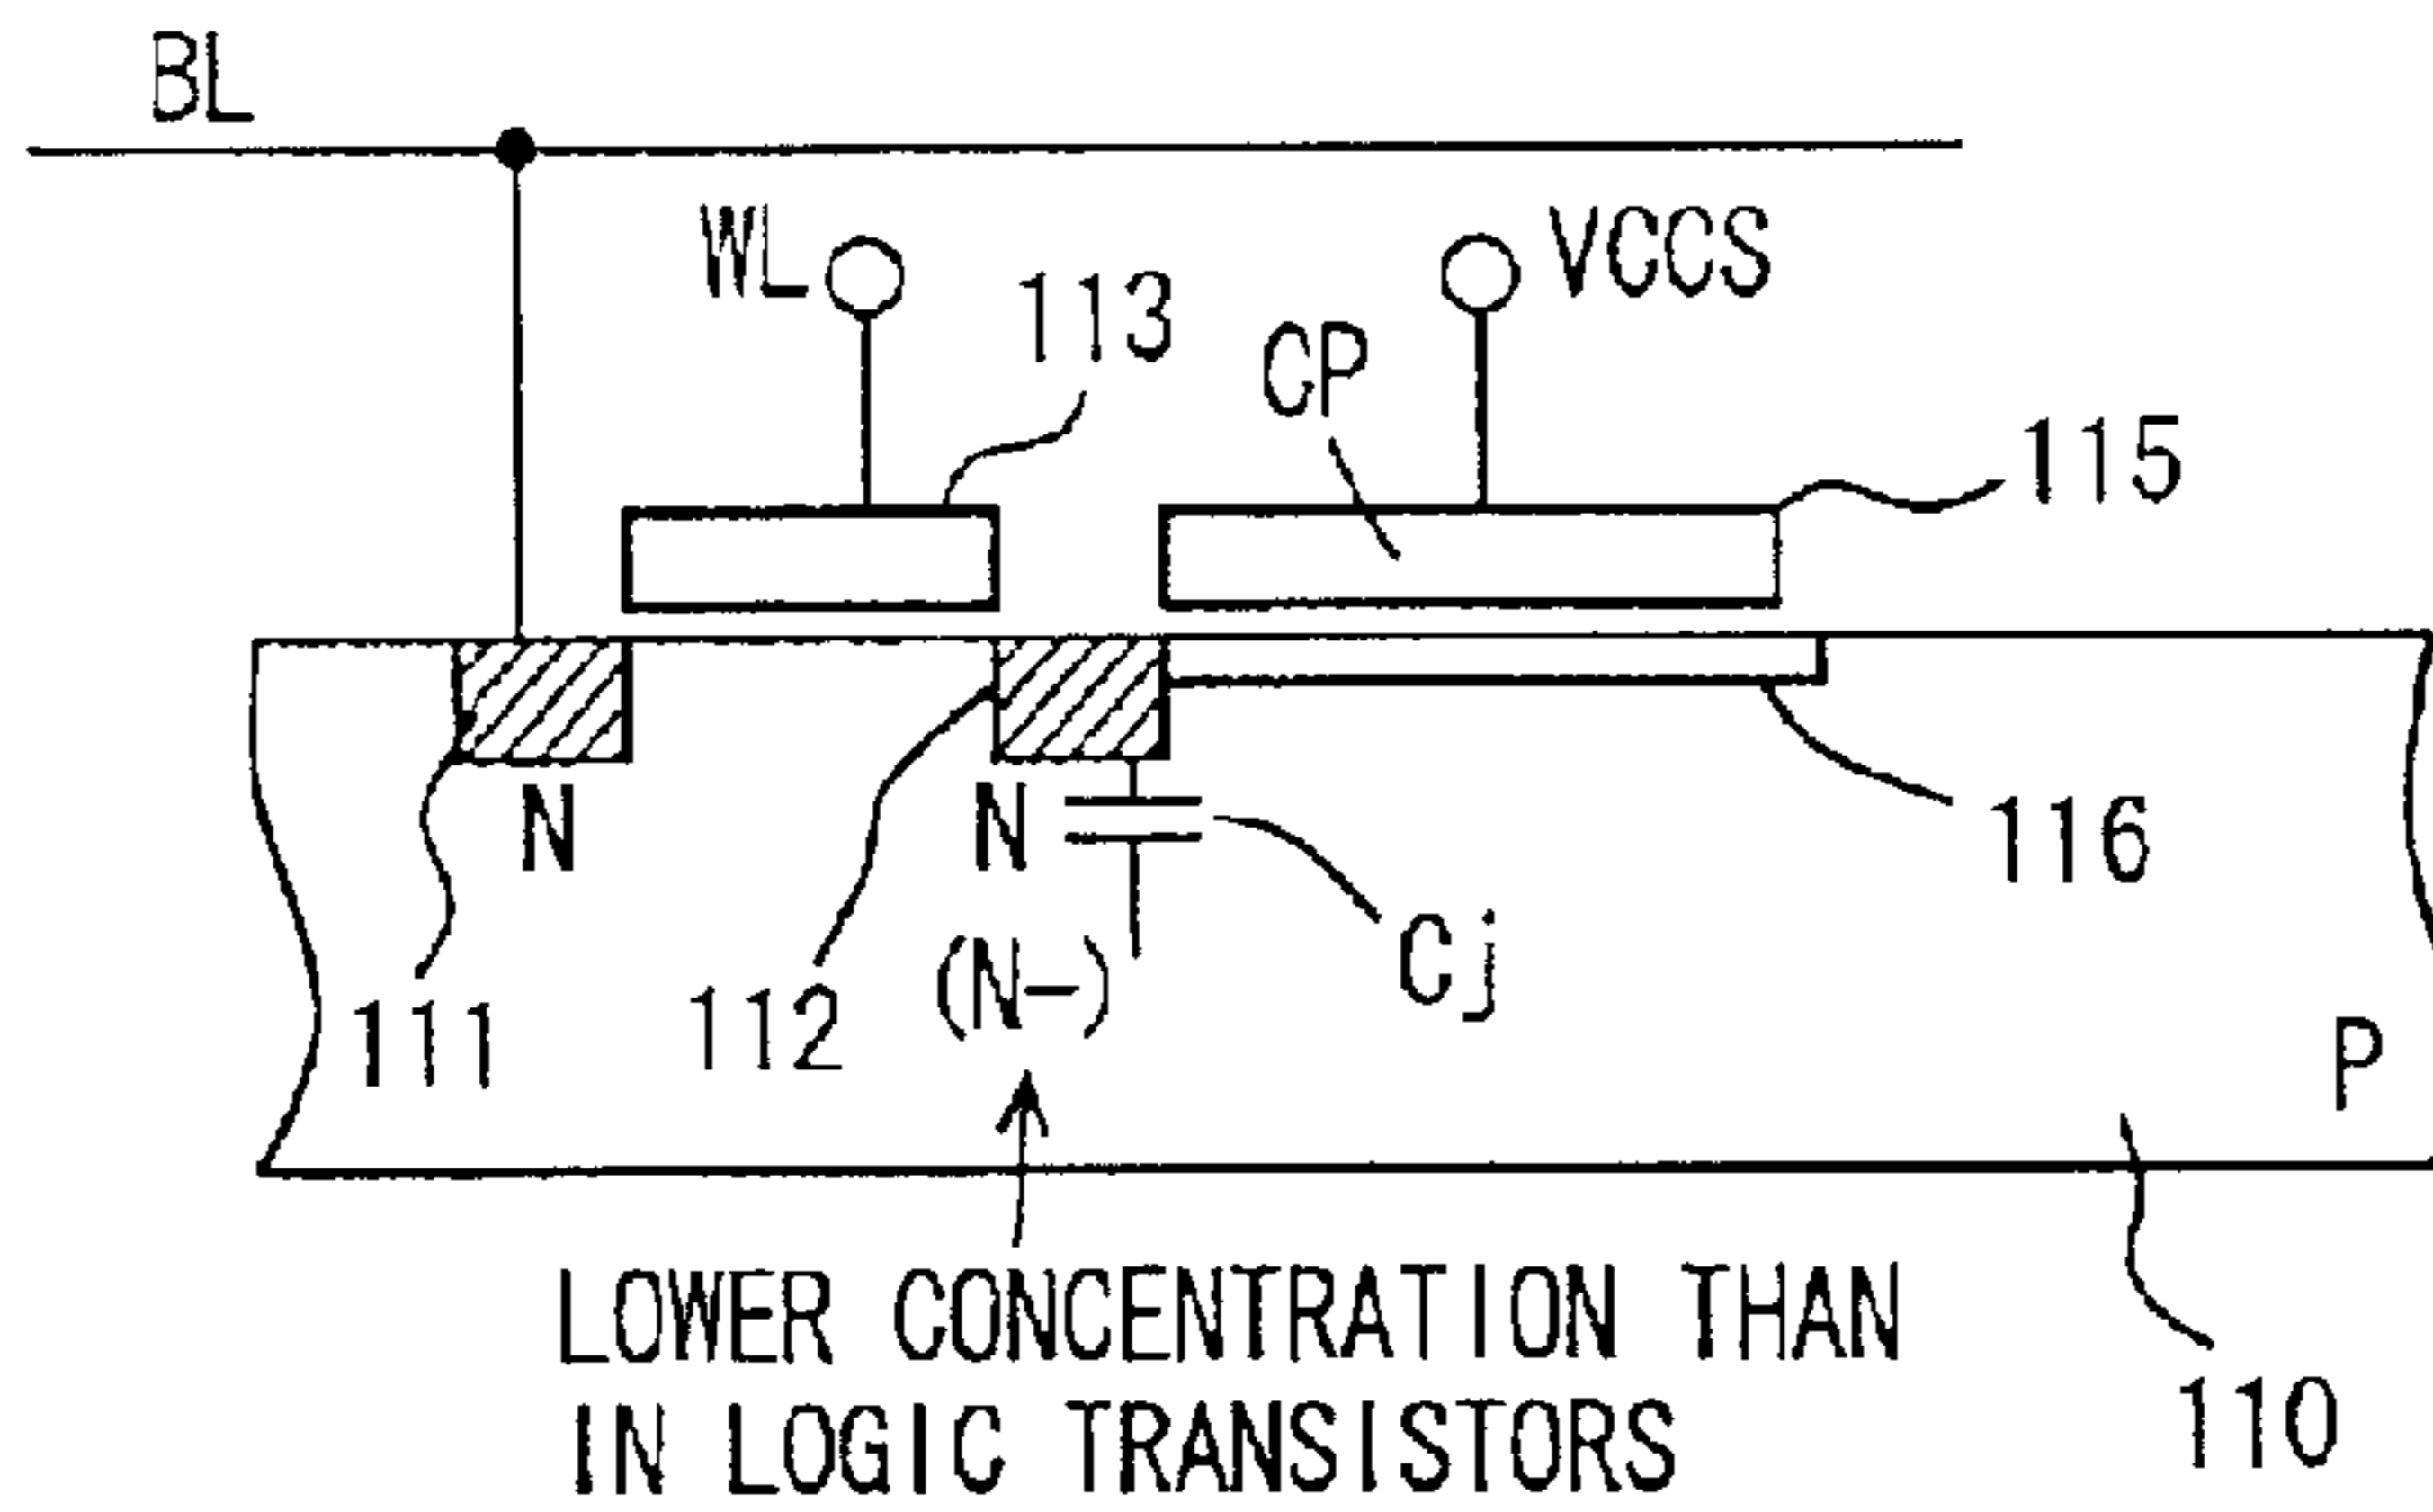 BL
WL
VCCS
113
CP
115
N
N
116
(N-)
Cj
111
112
P
LOWER CONCENTRATION THAN
IN LOGIC TRANSISTORS
110